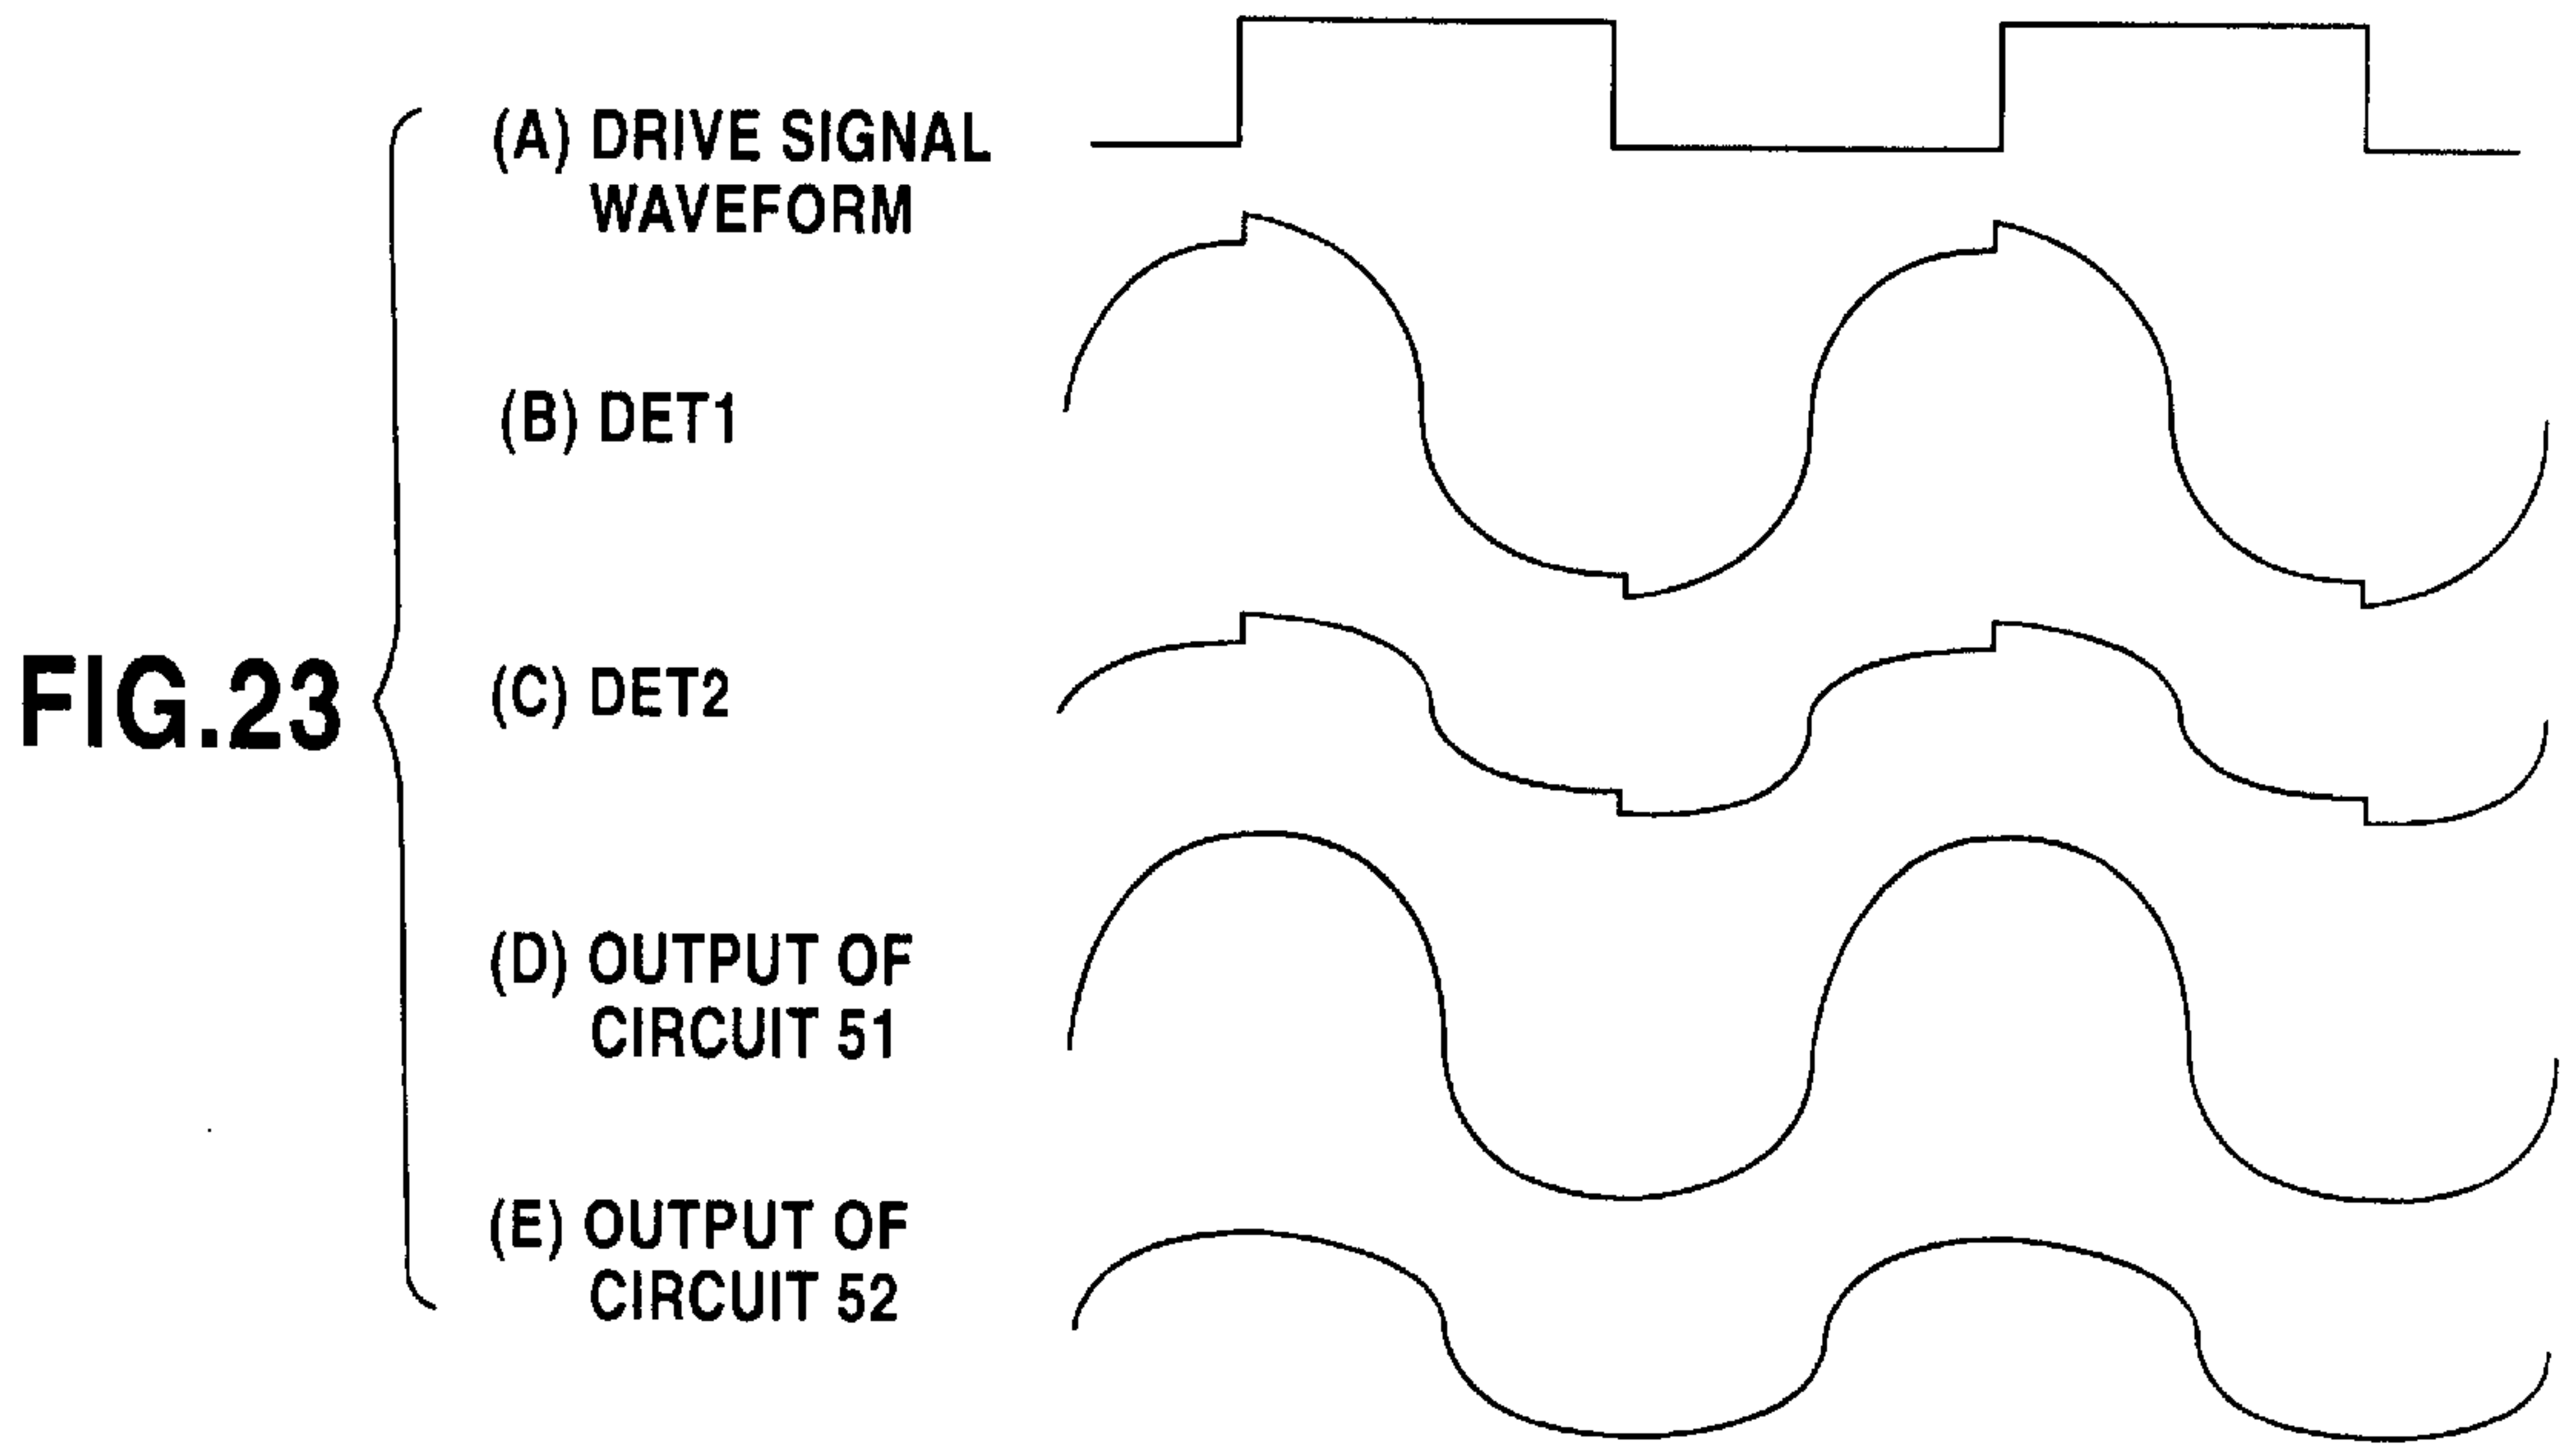 FIG.23
(A) DRIVE SIGNAL
WAVEFORM
(B) DET1
(C) DET2
(D) OUTPUT OF
CIRCUIT 51
(E) OUTPUT OF
CIRCUIT 52